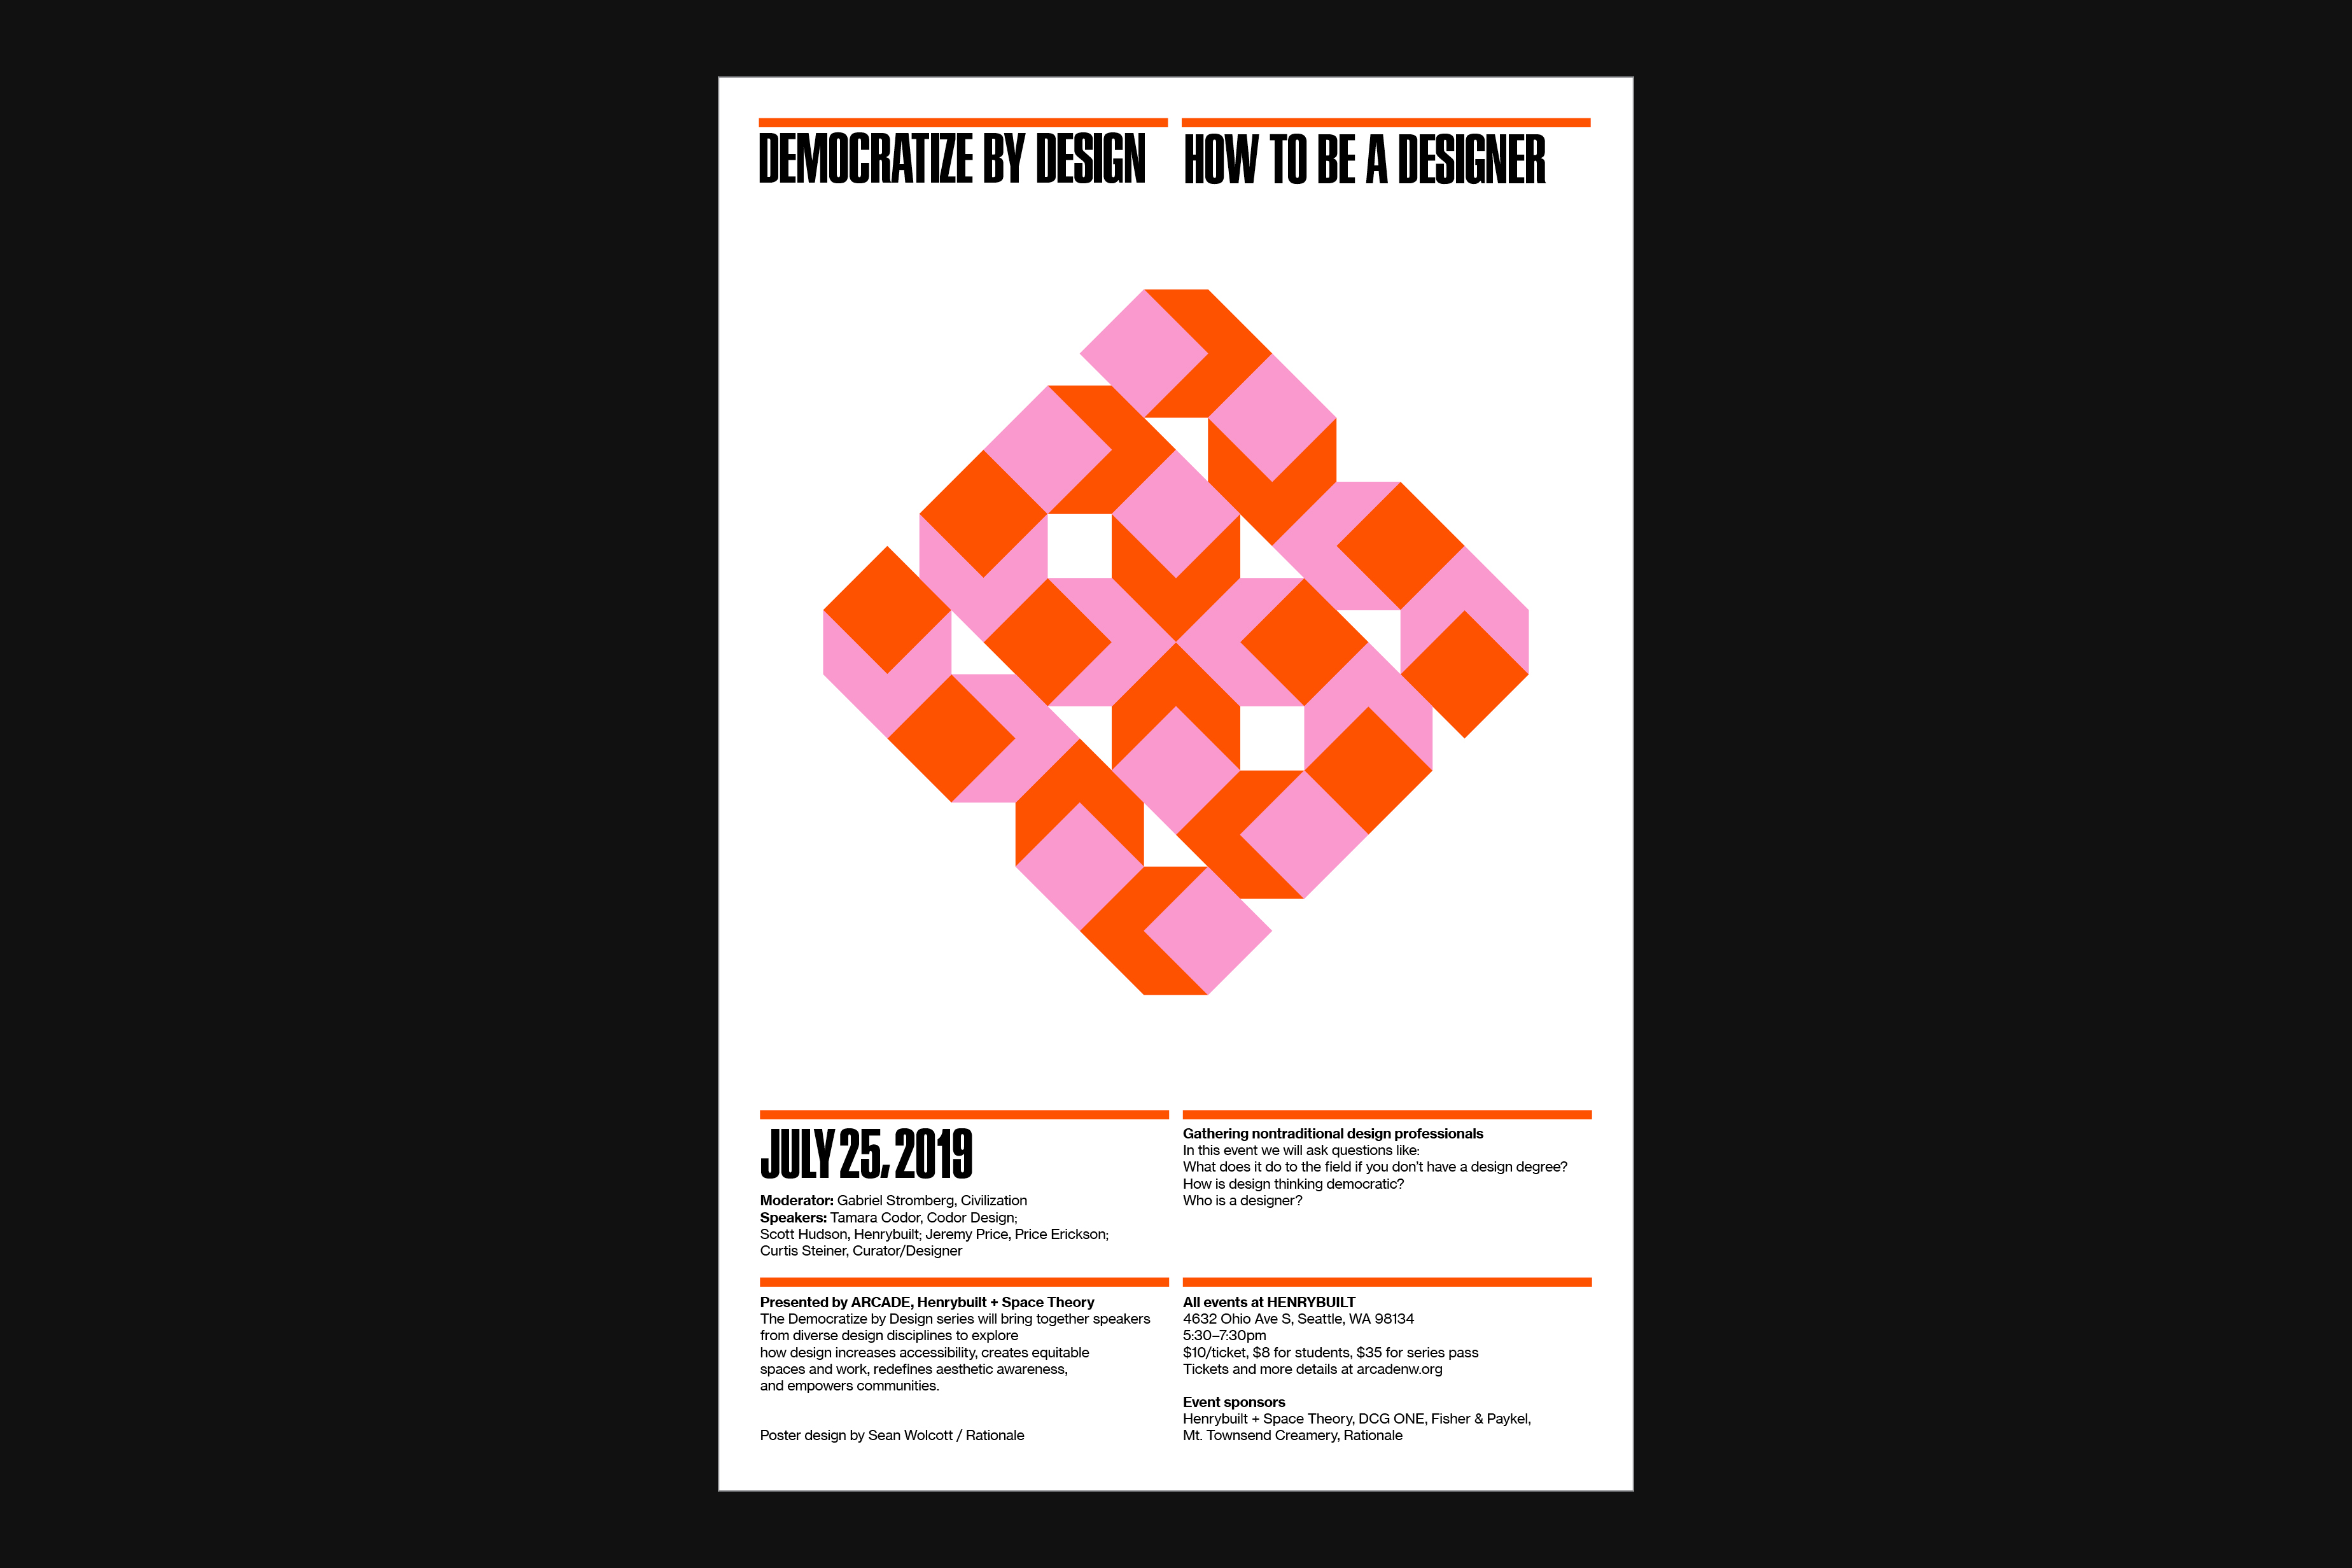 DEMOCRATIZE BY DESIGN
HOW TO BE A DESIGNER
JULY 25, 2019
Moderator: Gabriel Stromberg, Civilization
Speakers: Tamara Codor, Codor Design;
Scott Hudson, Henrybuilt; Jeremy Price, Price Erickson;
Curtis Steiner, Curator/Designer
Gathering nontraditional design professionals
In this event we will ask questions like:
What does it do to the field if you don’t have a design degree?
How is design thinking democratic?
Who is a designer?
Presented by ARCADE, Henrybuilt + Space Theory
The Democratize by Design series will bring together speakers
from diverse design disciplines to explore
how design increases accessibility, creates equitable
spaces and work, redefines aesthetic awareness,
and empowers communities.
Poster design by Sean Wolcott / Rationale
All events at HENRYBUILT
4632 Ohio Ave S, Seattle, WA 98134
5:30–7:30pm
$10/ticket, $8 for students, $35 for series pass
Tickets and more details at arcadenw.org
Event sponsors
Henrybuilt + Space Theory, DCG ONE, Fisher & Paykel,
Mt. Townsend Creamery, Rationale